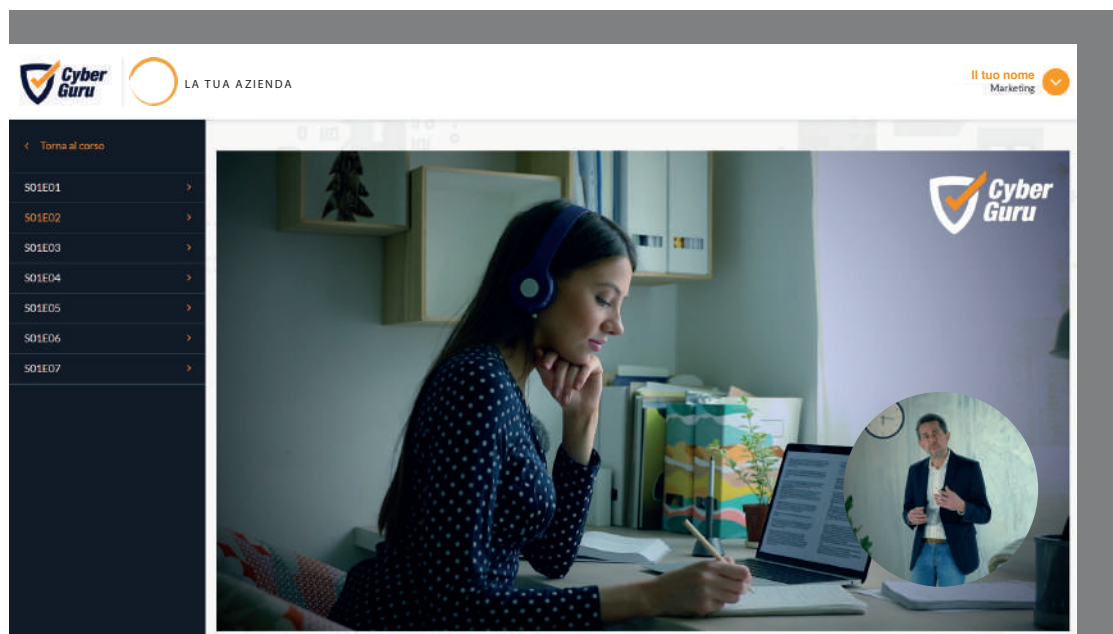 Cyber
Guru
LA TUA AZIENDA
Il tuo nome
Marketing
Torna al corso
S01E01
S01E02
S01E03
S01E04
S01E05
S01E06
S01E07
Cyber
Guru